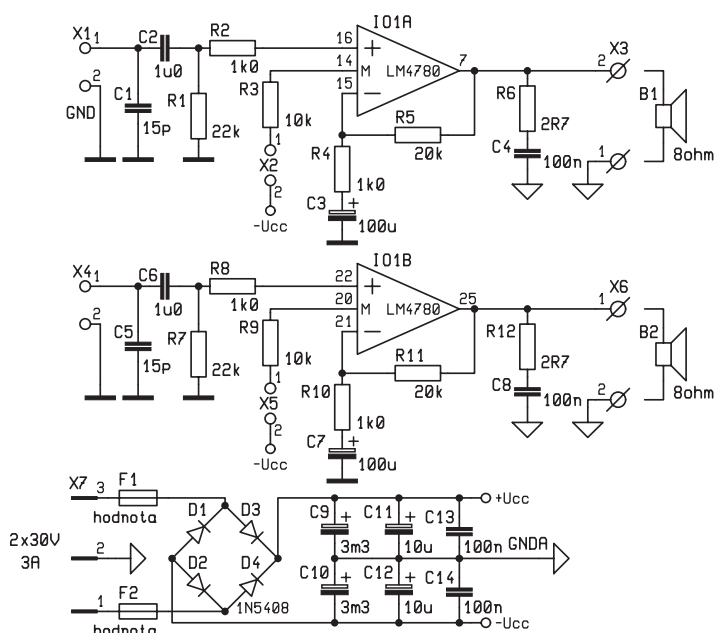 IO1A
X1 1
C2
R2
16
7
X3
2
1u0
1k0
14
M
LM4780
2
GND
C1
R1
R3
15
R5
R6
B1
15p
22k
10k
1
R4
20k
2R7
C4
100n
1
8ohm
X2
2
1k0
-Ucc
C3
+
100u
IO1B
X4 1
C6
R8
22
25
X6
1
1u0
1k0
20
M
LM4780
2
C5
R7
R9
21
R11
R12
B2
15p
22k
10k
1
R10
20k
2R7
C8
100n
2
8ohm
X5
2
1k0
-Ucc
C7
+
100u
X7 3
F1
+Ucc
hodnota
D1
D3
C9
+
C11
+
C13
2x30V
3A
2
3m3
10u
100n
GNDA
D2
D4
C10
+
C12
+
C14
1
F2
1N5408
3m3
10u
100n
hodnota
-Ucc